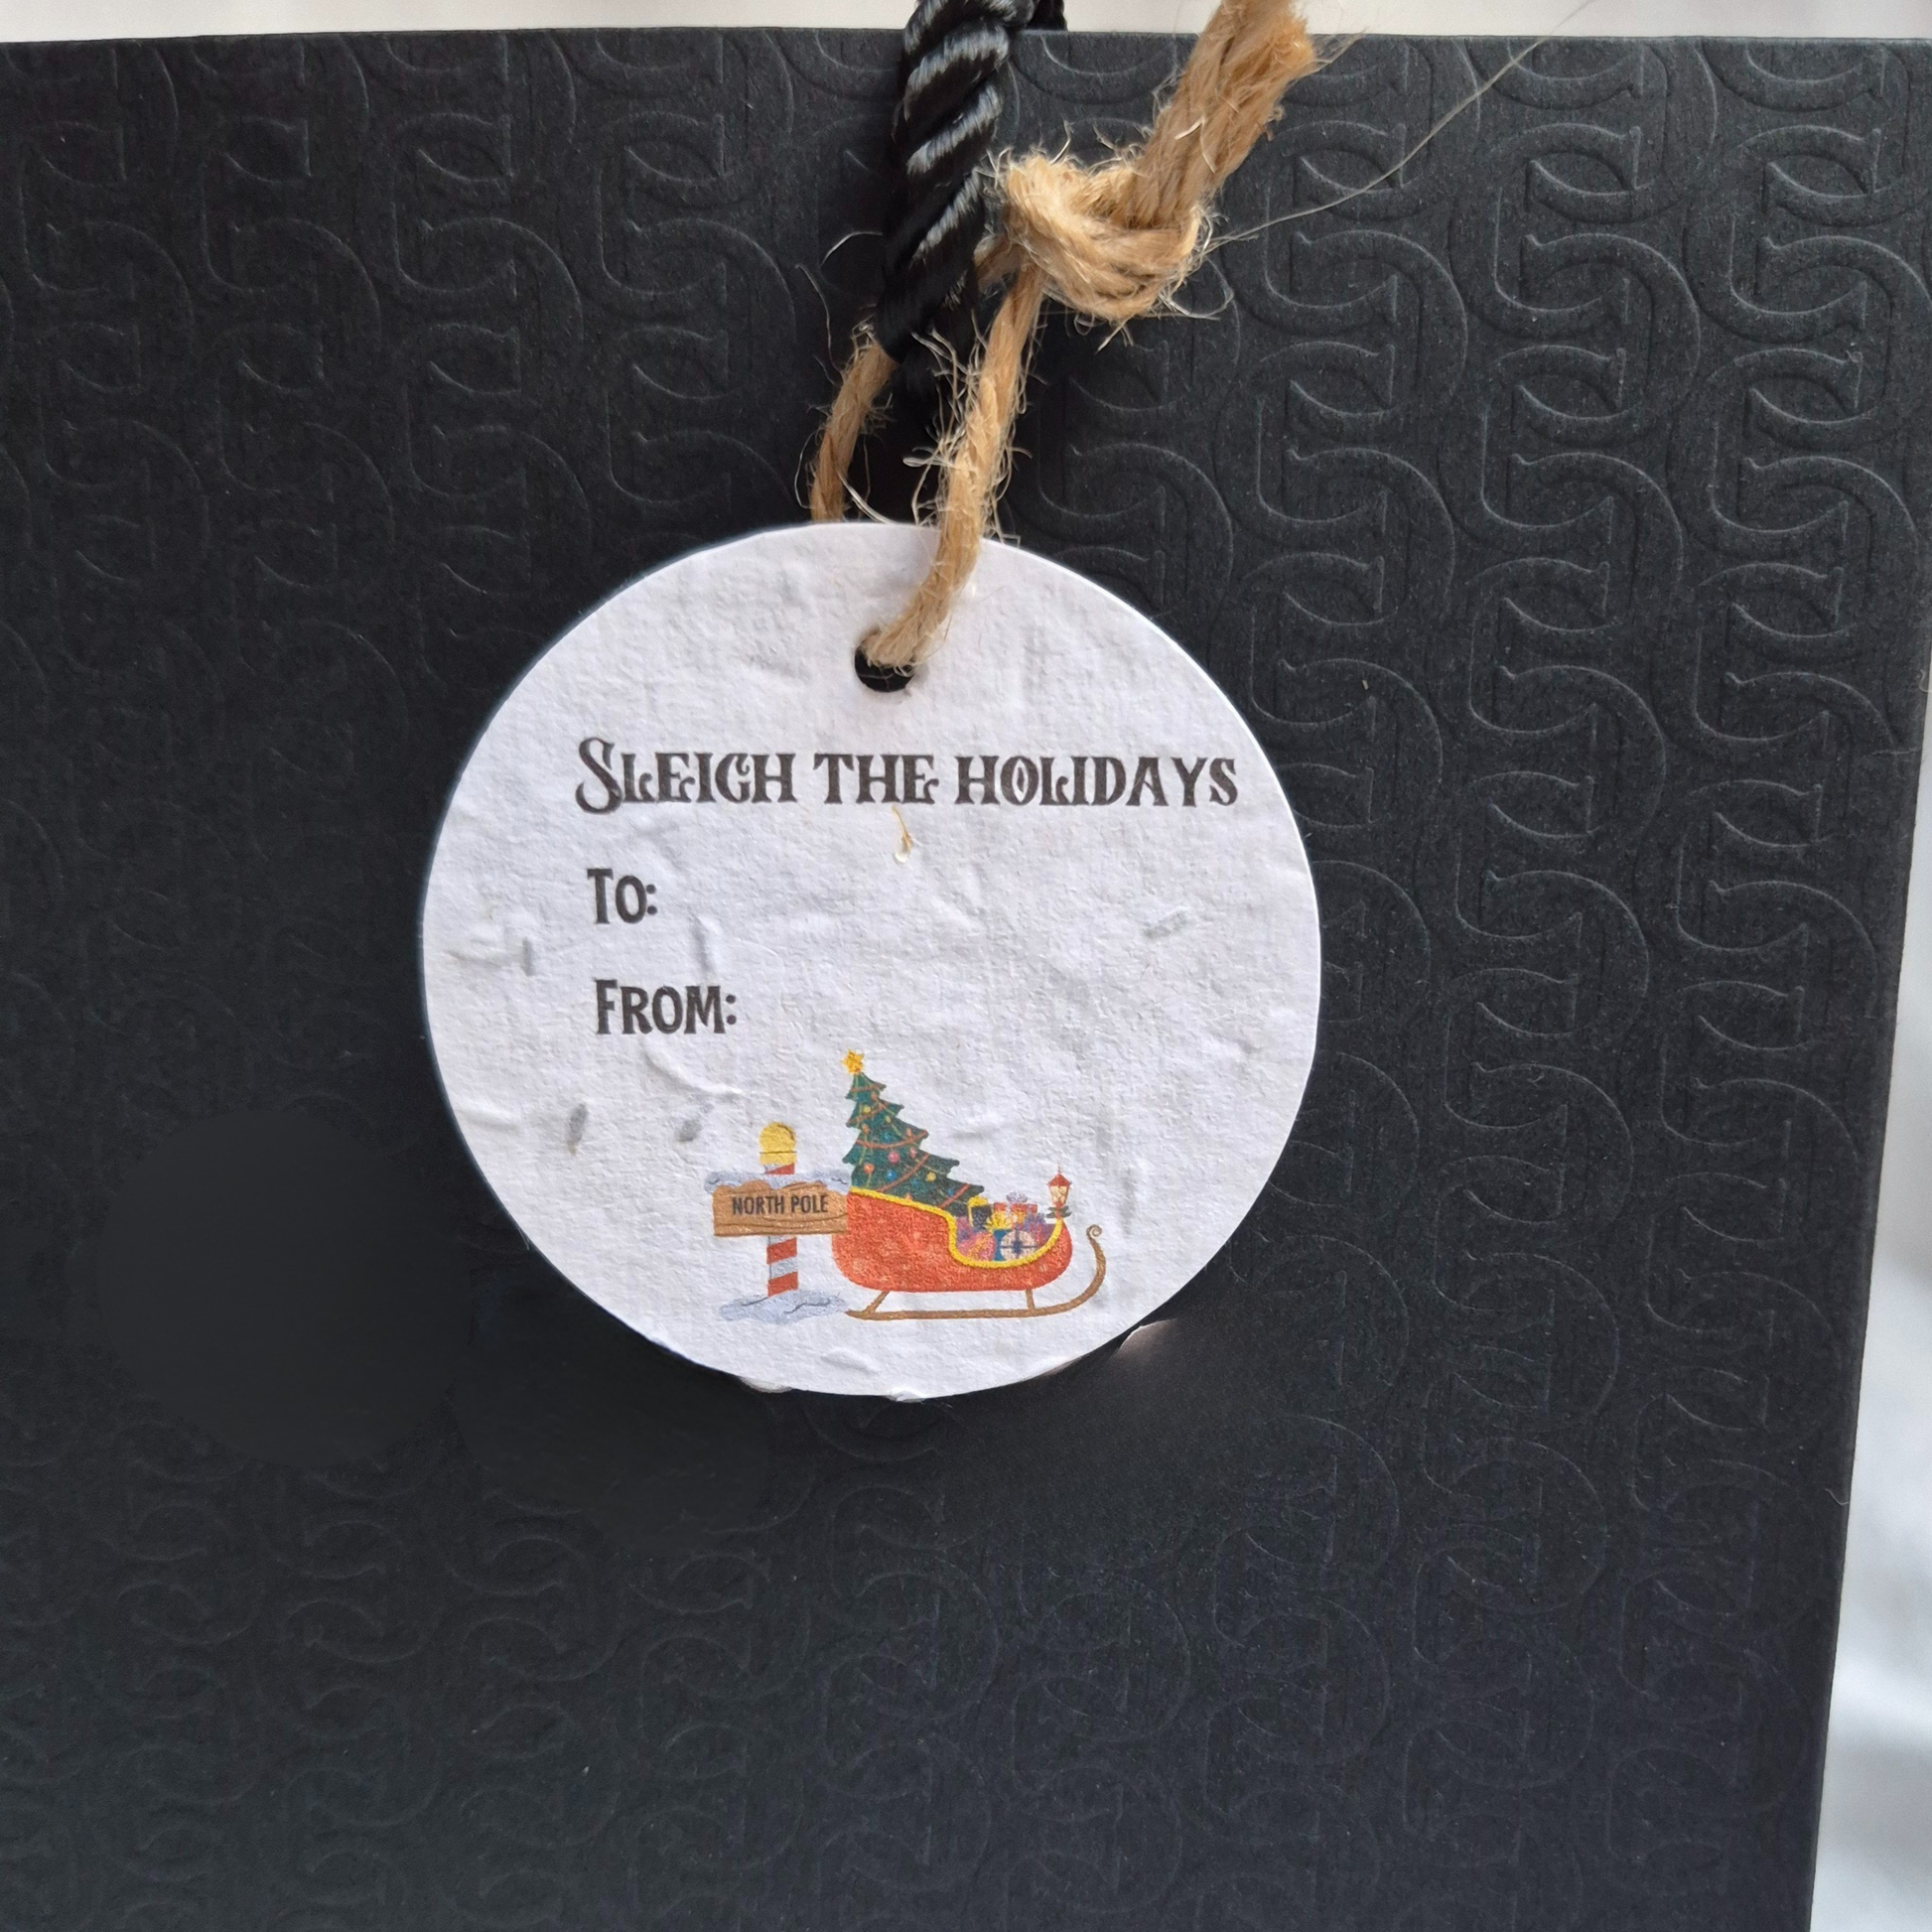 SLEIGH THE HOLIDAYS
TO:
FROM:
NORTH POLE